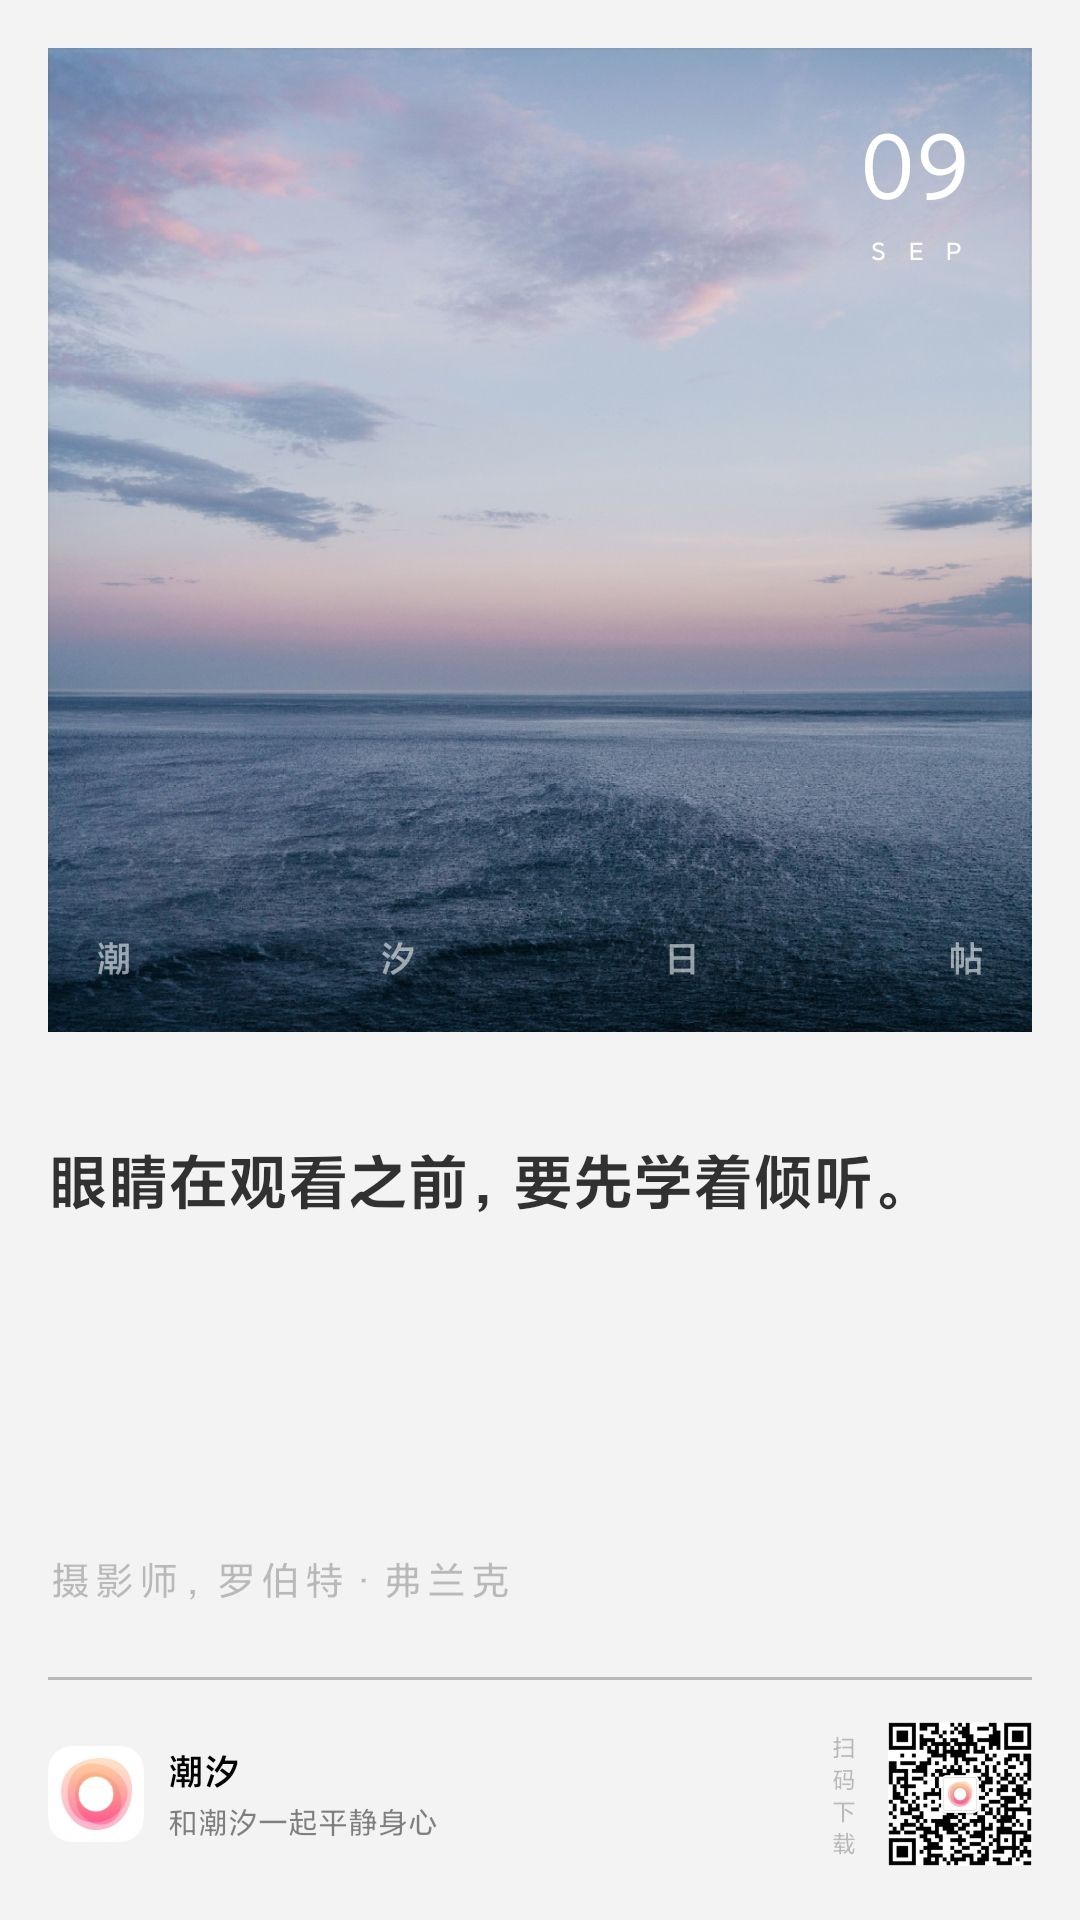 09
SEP
潮汐日帖
眼睛在观看之前，要先学着倾听。
摄影师，罗伯特·弗兰克
潮汐
和潮汐一起平静身心
扫码下载